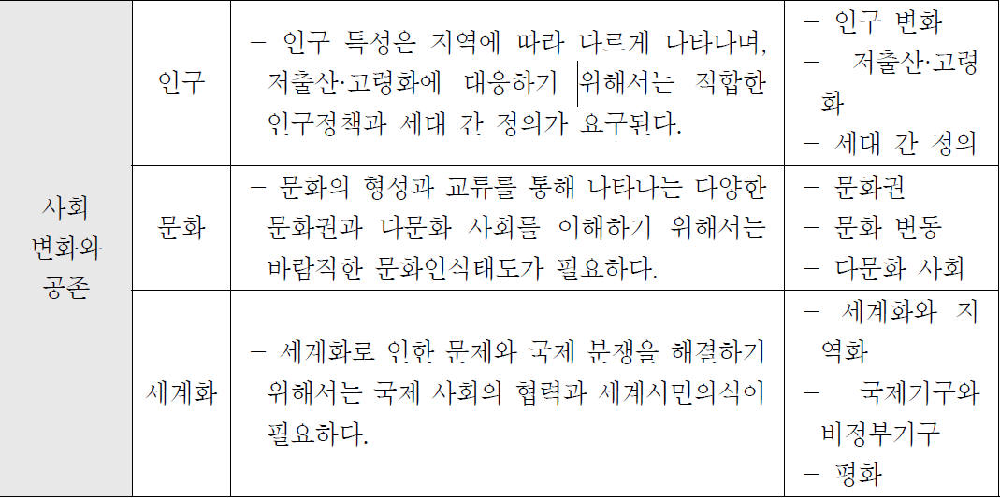 사회
변화와
공존
인구
– 인구 특성은 지역에 따라 다르게 나타나며,
저출산·고령화에 대응하기 위해서는 적합한
인구정책과 세대 간 정의가 요구된다.
– 인구 변화
– 저출산·고령
화
– 세대 간 정의
문화
– 문화의 형성과 교류를 통해 나타나는 다양한
문화권과 다문화 사회를 이해하기 위해서는
바람직한 문화인식태도가 필요하다.
– 문화권
– 문화 변동
– 다문화 사회
세계화
– 세계화로 인한 문제와 국제 분쟁을 해결하기
위해서는 국제 사회의 협력과 세계시민의식이
필요하다.
– 세계화와 지
역화
– 국제기구와
비정부기구
– 평화